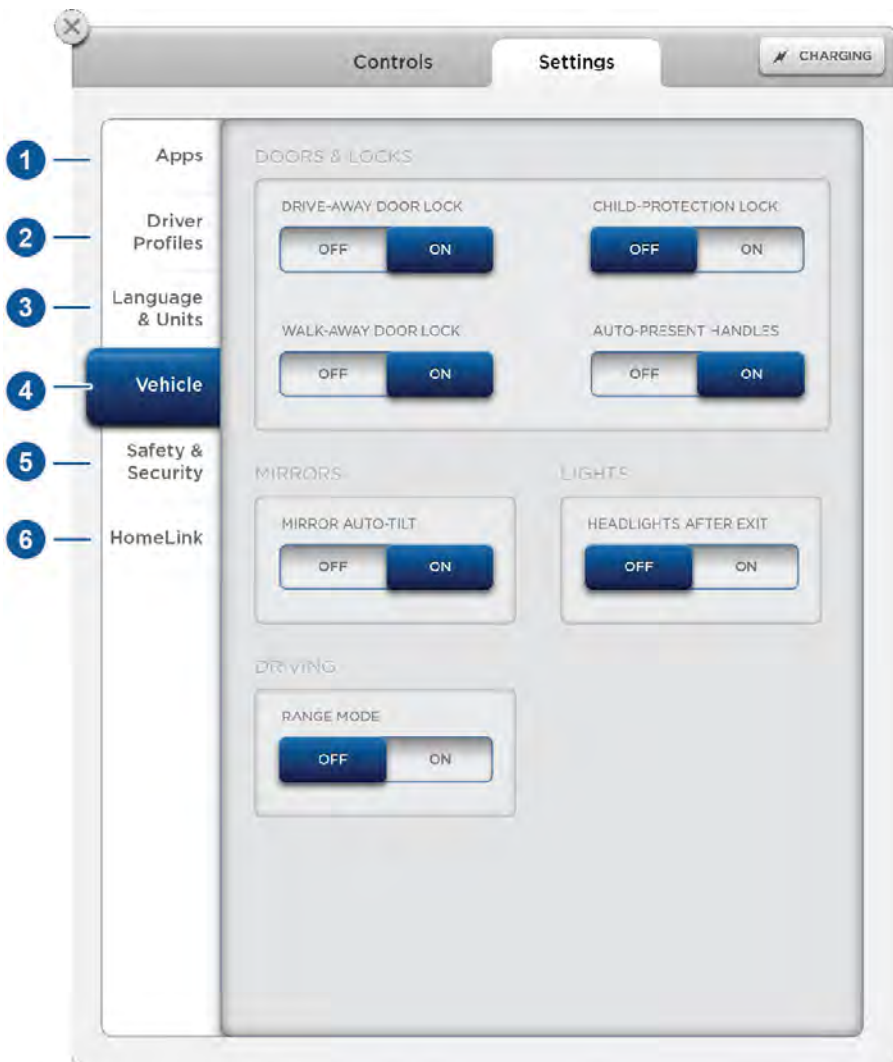 Controls
Settings
CHARGING
1
Apps
2
Driver
Profiles
3
Language
& Units
4
Vehicle
5
Safety &
Security
6
HomeLink
DOORS & LOCKS
DRIVE-AWAY DOOR LOCK
CHILD-PROTECTION LOCK
OFF
ON
OFF
ON
WALK-AWAY DOOR LOCK
AUTO-PRESENT HANDLES
OFF
ON
OFF
ON
MIRRORS
LIGHTS
MIRROR AUTO-TILT
HEADLIGHTS AFTER EXIT
OFF
ON
OFF
ON
DRIVING
RANGE MODE
OFF
ON